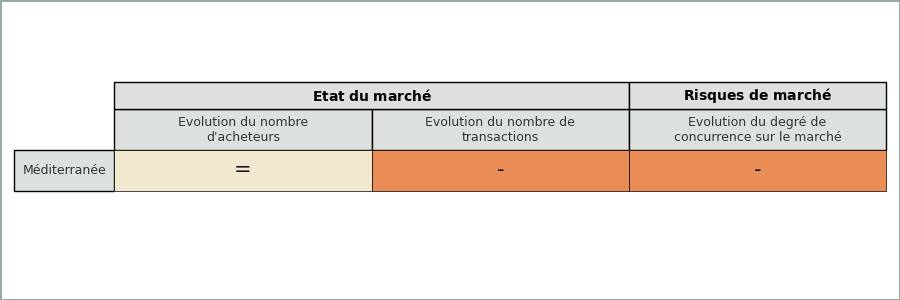 Etat du marché
Risques de marché
Evolution du nombre
d'acheteurs
Evolution du nombre de
transactions
Evolution du degré de
concurrence sur le marché
Méditerranée
=
-
-